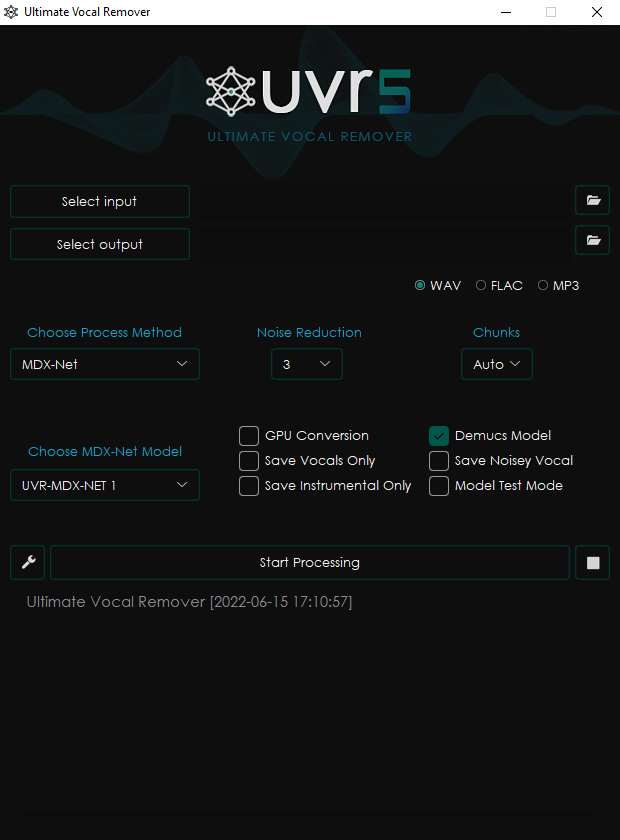 Ultimate Vocal Remover
uvr5
ULTIMATE VOCAL REMOVER
Select input
Select output
WAV FLAC MP3
Choose Process Method Noise Reduction Chunks
MDX-Net 3 Auto
GPU Conversion Demucs Model
Choose MDX-Net Model
Save Vocals Only Save Noisey Vocal
UVR-MDX-NET 1 Save Instrumental Only Model Test Mode
Start Processing
Ultimate Vocal Remover [2022-06-15 17:10:57]